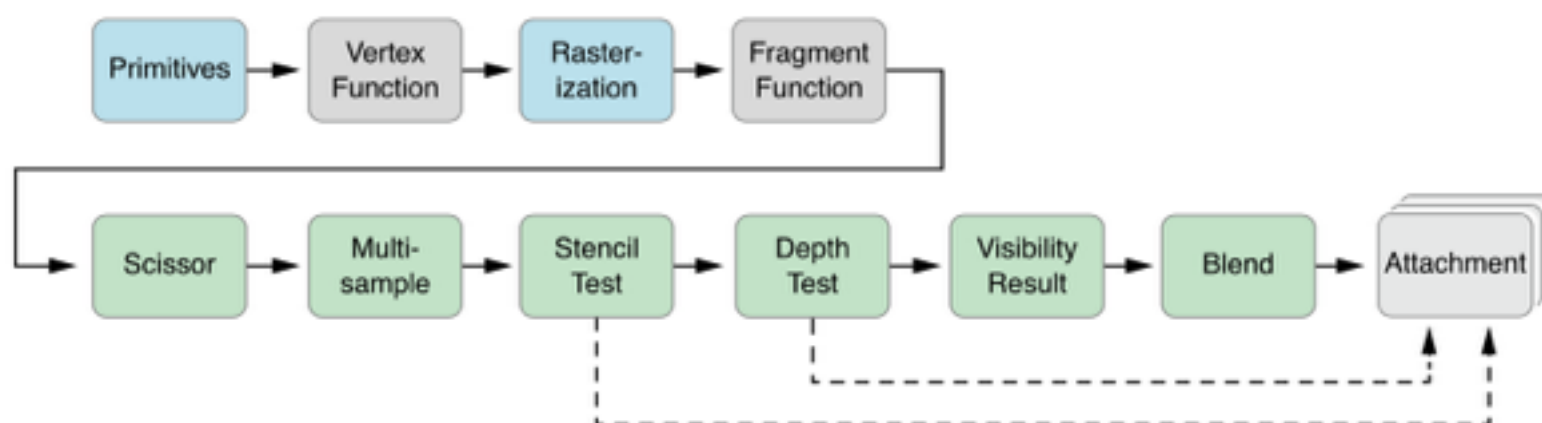 Primitives
Vertex
Function
Raster-
ization
Fragment
Function
Scissor
Multi-
sample
Stencil
Test
Depth
Test
Visibility
Result
Blend
Attachment